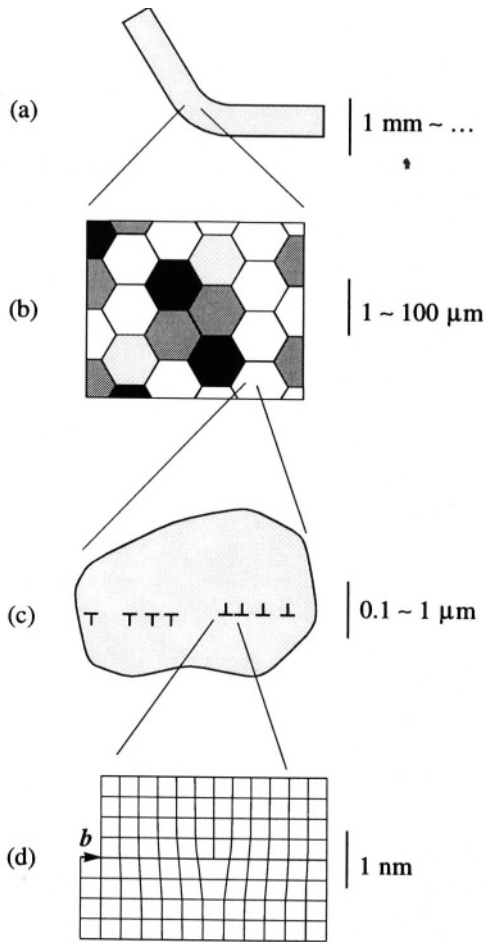 (a)
1 mm ~ ...
(b)
1 ~ 100 μm
(c)
0.1 ~ 1 μm
b
(d)
1 nm